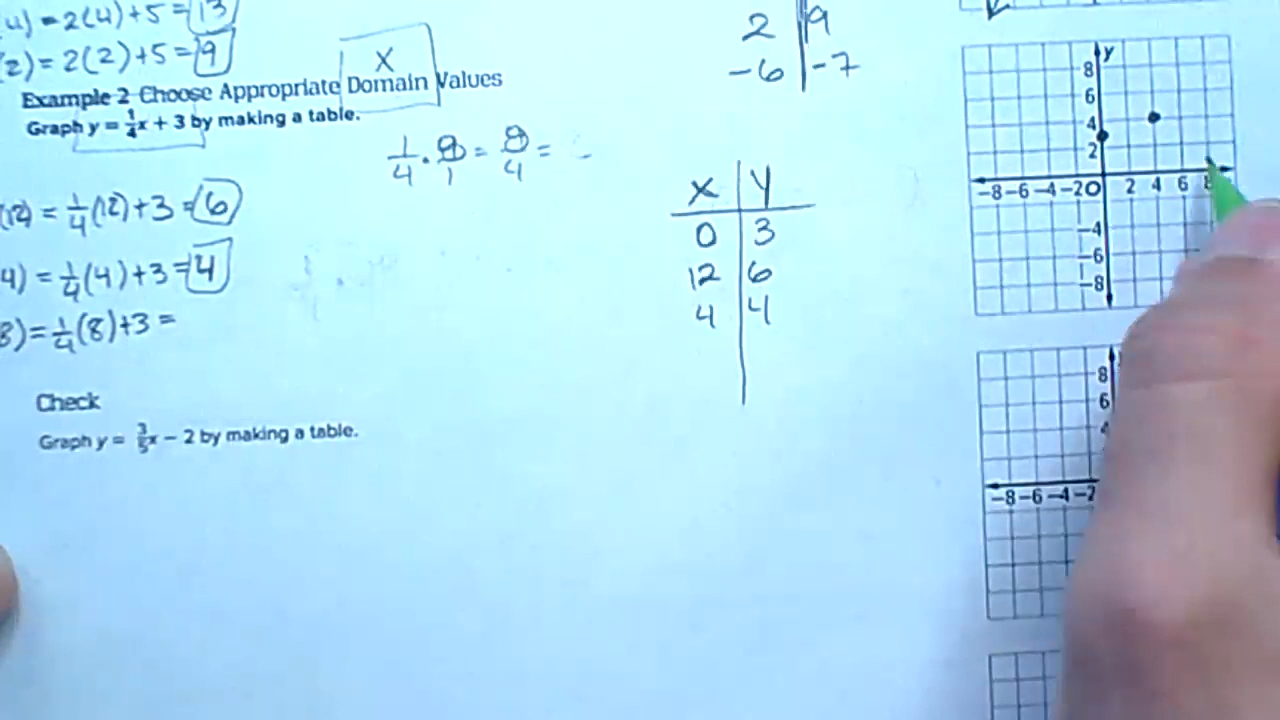 4) = 2(4)+5 = 13
2) = 2(2)+5 = 9
x
Example 2 Choose Appropriate Domain Values
Graph y = 1/4x + 3 by making a table.
1/4 · 8/1 = 8/4 =
(12) = 1/4(12)+3 = 6
4) = 1/4(4)+3 = 4
8) = 1/4(8)+3 =
Check
Graph y = 3/5x − 2 by making a table.
2 | 9
-6 | -7
x | y
0 | 3
12 | 6
4 | 4
y
8
6
4
2
−8 −6 −4 −2 O 2 4 6 8
−4
−6
−8
8
6
4
−8 −6 −4 −2